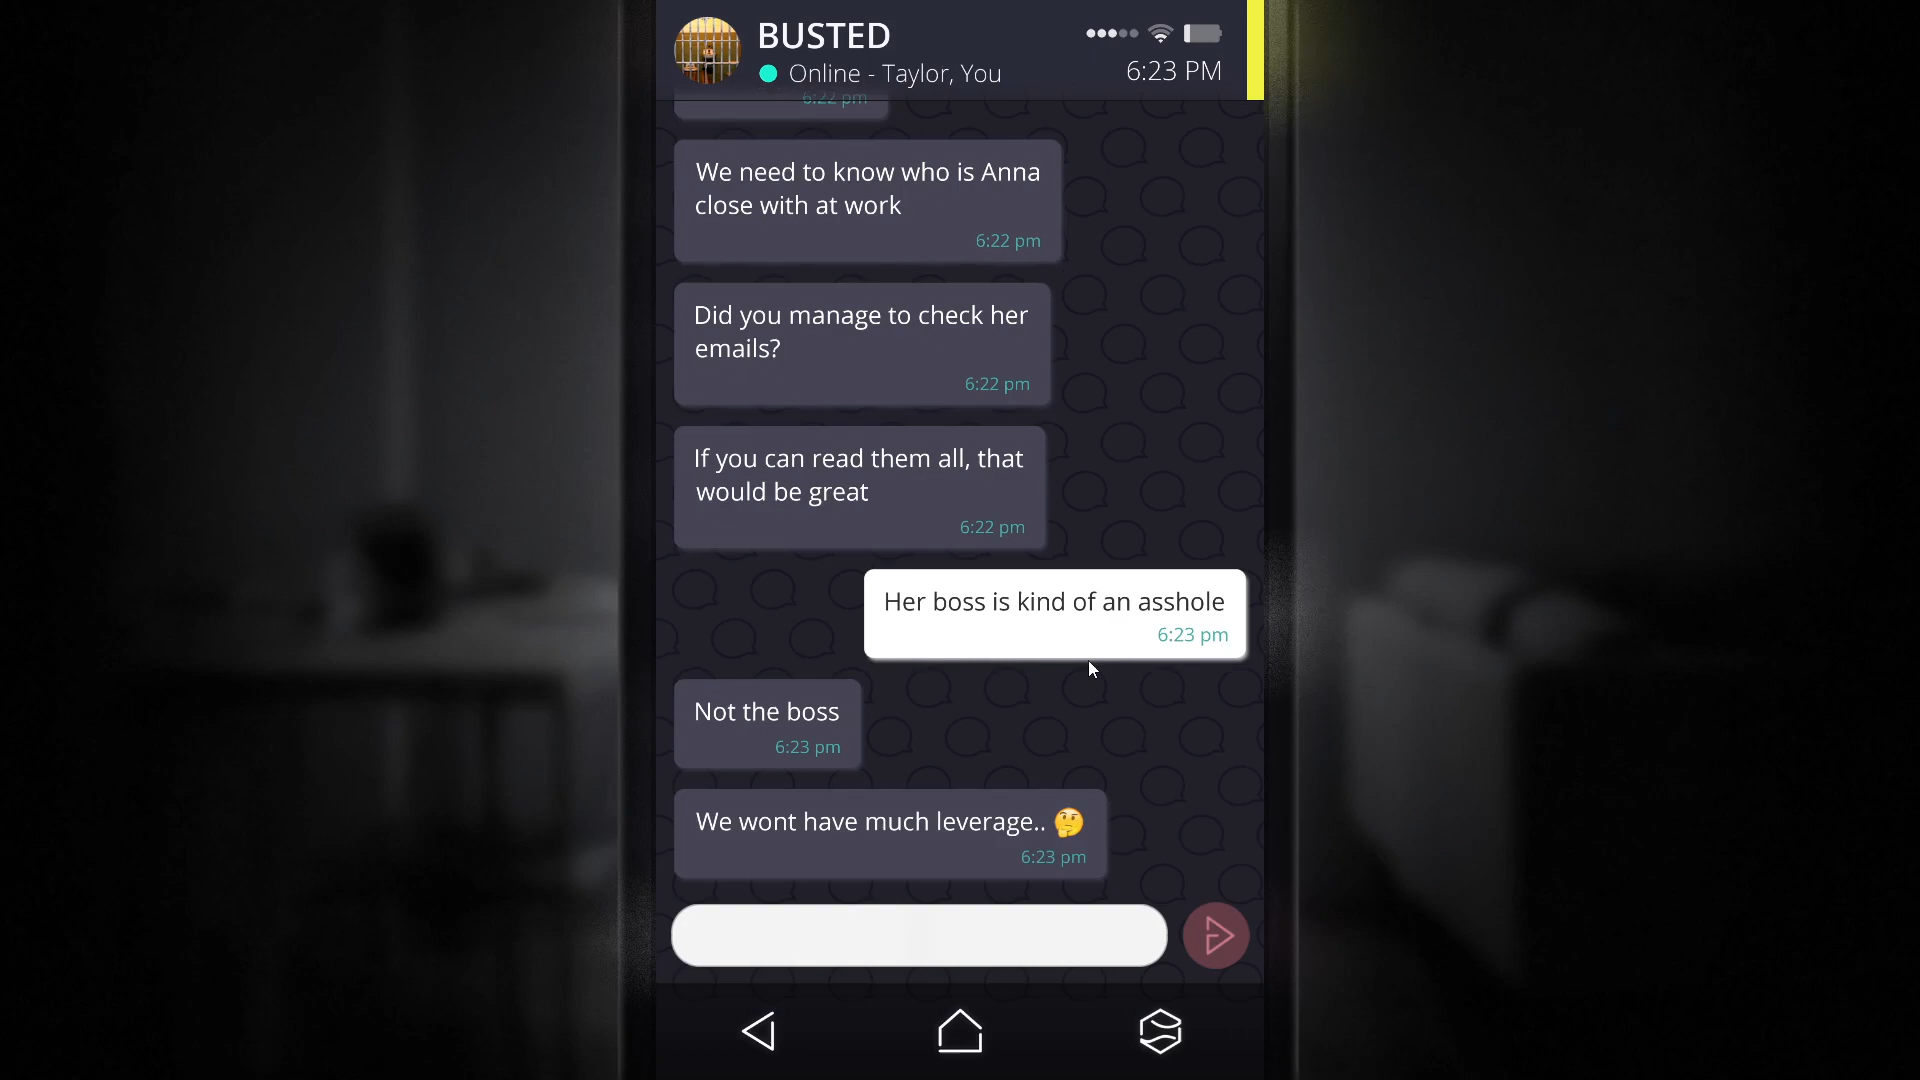 BUSTED
Online - Taylor, You
6:23 PM
6:22 pm
We need to know who is Anna
close with at work
6:22 pm
Did you manage to check her
emails?
6:22 pm
If you can read them all, that
would be great
6:22 pm
Her boss is kind of an asshole
6:23 pm
Not the boss
6:23 pm
We wont have much leverage.. 🤔
6:23 pm